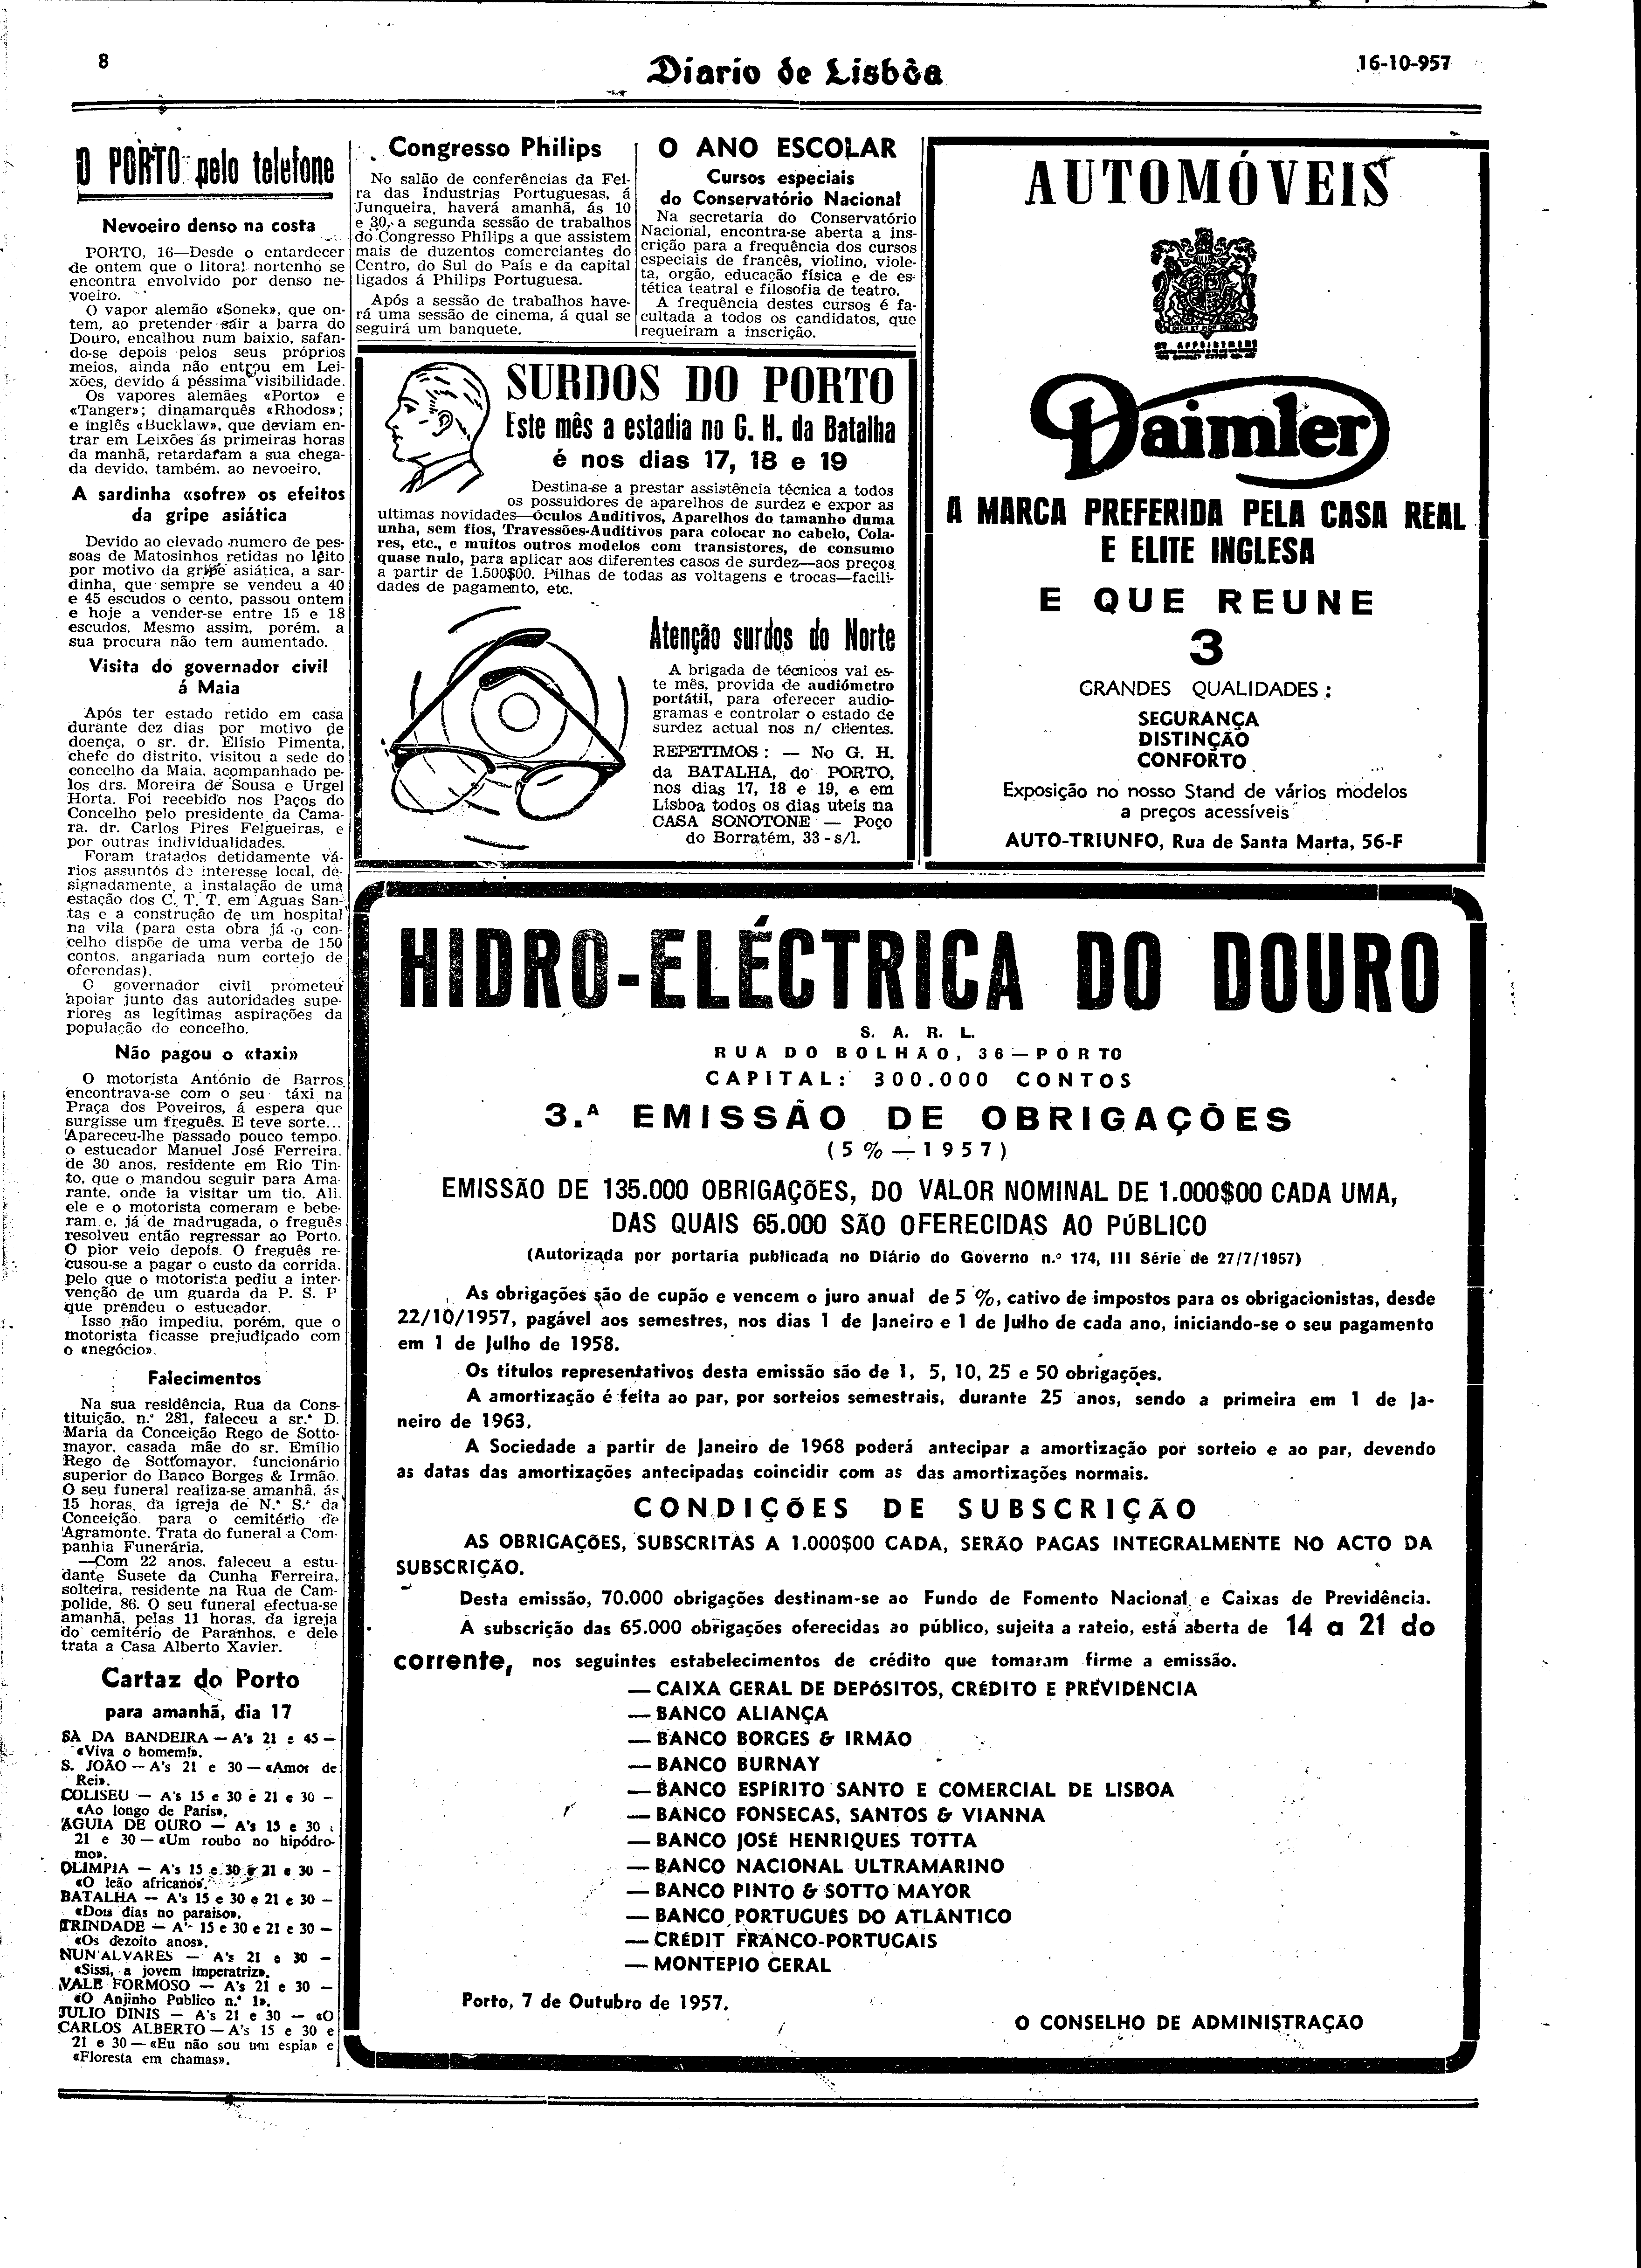 8
Diario de Lisbôa
16-10-957
O PORTO pelo telefone
Nevoeiro denso na costa
PORTO, 16—Desde o entardecer
de ontem que o litoral nortenho se
encontra envolvido por denso ne-
voeiro.
O vapor alemão «Sonek», que on-
tem, ao pretender sair a barra do
Douro, encalhou num baixio, safan-
do-se depois pelos seus próprios
meios, ainda não entrou em Lei-
xões, devido á péssima visibilidade.
Os vapores alemães «Porto» e
«Tanger»; dinamarquês «Rhodos»;
e inglês «Bucklaw», que deviam en-
trar em Leixões ás primeiras horas
da manhã, retardaram a sua chega-
da devido, também, ao nevoeiro.
A sardinha «sofre» os efeitos
da gripe asiática
Devido ao elevado numero de pes-
soas de Matosinhos retidas no leito
por motivo da gripe asiática, a sar-
dinha, que sempre se vendeu a 40
e 45 escudos o cento, passou ontem
e hoje a vender-se entre 15 e 18
escudos. Mesmo assim, porém, a
sua procura não tem aumentado.
Visita do governador civil
á Maia
Após ter estado retido em casa
durante dez dias por motivo de
doença, o sr. dr. Elísio Pimenta,
chefe do distrito, visitou a sede do
concelho da Maia, acompanhado pe-
los drs. Moreira de Sousa e Urgel
Horta. Foi recebido nos Paços do
Concelho pelo presidente da Cama-
ra, dr. Carlos Pires Felgueiras, e
por outras individualidades.
Foram tratados detidamente vá-
rios assuntos de interesse local, de-
signadamente, a instalação de uma
estação dos C. T. T. em Aguas San-
tas e a construção de um hospital
na vila (para esta obra já o con-
celho dispõe de uma verba de 150
contos, angariada num cortejo de
oferendas).
O governador civil prometeu
apoiar junto das autoridades supe-
riores as legítimas aspirações da
população do concelho.
Não pagou o «taxi»
O motorista António de Barros
encontrava-se com o seu táxi na
Praça dos Poveiros, á espera que
surgisse um freguês. E teve sorte...
Apareceu-lhe passado pouco tempo.
o estucador Manuel José Ferreira.
de 30 anos, residente em Rio Tin-
to, que o mandou seguir para Ama-
rante, onde ia visitar um tio. Ali.
ele e o motorista comeram e bebe-
ram e, já de madrugada, o freguês
resolveu então regressar ao Porto.
O pior veio depois. O freguês re-
cusou-se a pagar o custo da corrida.
pelo que o motorista pediu a inter-
venção de um guarda da P. S. P.
que prendeu o estucador.
Isso não impediu, porém, que o
motorista ficasse prejudicado com
o «negócio».
Falecimentos
Na sua residência, Rua da Cons-
tituição, n.º 281, faleceu a sr.ª D.
Maria da Conceição Rego de Sotto-
mayor, casada mãe do sr. Emílio
Rego de Sottomayor, funcionário
superior do Banco Borges & Irmão.
O seu funeral realiza-se amanhã, ás
15 horas, da igreja de N.ª S.ª da
Conceição para o cemitério de
Agramonte. Trata do funeral a Com-
panhia Funerária.
—Com 22 anos, faleceu a estu-
dante Susete da Cunha Ferreira,
solteira, residente na Rua de Cam-
polide, 86. O seu funeral efectua-se
amanhã, pelas 11 horas, da igreja
do cemitério de Paranhos, e dele
trata a Casa Alberto Xavier.
Cartaz do Porto
para amanhã, dia 17
SÁ DA BANDEIRA — A's 21 e 45 —
«Viva o homem!».
S. JOÃO — A's 21 e 30 — «Amor de
Rei».
COLISEU — A's 15 e 30 e 21 e 30 —
«Ao longo de Paris».
ÁGUIA DE OURO — A's 15 e 30 e
21 e 30 — «Um roubo no hipódro-
mo».
OLIMPIA — A's 15 e 30 e 21 e 30 —
«O leão africano».
BATALHA — A's 15 e 30 e 21 e 30 —
«Dois dias no paraiso».
TRINDADE — A's 15 e 30 e 21 e 30 —
«Os dezoito anos».
NUN'ALVARES — A's 21 e 30 —
«Sissi, a jovem imperatriz».
VALE FORMOSO — A's 21 e 30 —
«O Anjinho Publico n.º 1».
JULIO DINIS — A's 21 e 30 — «O
CARLOS ALBERTO — A's 15 e 30 e
21 e 30 — «Eu não sou um espia» e
«Floresta em chamas».
Congresso Philips
No salão de conferências da Fei-
ra das Industrias Portuguesas, á
Junqueira, haverá amanhã, ás 10
e 30, a segunda sessão de trabalhos
do Congresso Philips a que assistem
mais de duzentos comerciantes do
Centro, do Sul do País e da capital
ligados á Philips Portuguesa.
Após a sessão de trabalhos have-
rá uma sessão de cinema, á qual se
seguirá um banquete.
O ANO ESCOLAR
Cursos especiais
do Conservatório Nacional
Na secretaria do Conservatório
Nacional, encontra-se aberta a ins-
crição para a frequência dos cursos
especiais de francês, violino, viole-
ta, orgão, educação física e de es-
tética teatral e filosofia de teatro.
A frequência destes cursos é fa-
cultada a todos os candidatos, que
requeiram a inscrição.
SURDOS DO PORTO
Este mês a estadia no G. H. da Batalha
é nos dias 17, 18 e 19
Destina-se a prestar assistência técnica a todos
os possuidores de aparelhos de surdez e expor as
ultimas novidades—Óculos Auditivos, Aparelhos do tamanho duma
unha, sem fios, Travessões-Auditivos para colocar no cabelo, Cola-
res, etc., e muitos outros modelos com transistores, de consumo
quase nulo, para aplicar aos diferentes casos de surdez—aos preços
a partir de 1.500$00. Pilhas de todas as voltagens e trocas—facili-
dades de pagamento, etc.
Atenção surdos do Norte
A brigada de técnicos vai es-
te mês, provida de audiómetro
portátil, para oferecer audio-
gramas e controlar o estado de
surdez actual nos n/ clientes.
REPETIMOS: — No G. H.
da BATALHA, do PORTO,
nos dias 17, 18 e 19, e em
Lisboa todos os dias uteis na
CASA SONOTONE — Poço
do Borratém, 33 - s/l.
AUTOMÓVEIS
DIEU ET MON DROIT
BY APPOINTMENT
Daimler
A MARCA PREFERIDA PELA CASA REAL
E ELITE INGLESA
E QUE REUNE
3
GRANDES QUALIDADES:
SEGURANÇA
DISTINÇÃO
CONFORTO
Exposição no nosso Stand de vários modelos
a preços acessíveis
AUTO-TRIUNFO, Rua de Santa Marta, 56-F
HIDRO-ELÉCTRICA DO DOURO
S. A. R. L.
RUA DO BOLHÃO, 36 — PORTO
CAPITAL: 300.000 CONTOS
3.ª EMISSÃO DE OBRIGAÇÕES
(5 % — 1957)
EMISSÃO DE 135.000 OBRIGAÇÕES, DO VALOR NOMINAL DE 1.000$00 CADA UMA,
DAS QUAIS 65.000 SÃO OFERECIDAS AO PÚBLICO
(Autorizada por portaria publicada no Diário do Governo n.º 174, III Série de 27/7/1957)
As obrigações são de cupão e vencem o juro anual de 5 %, cativo de impostos para os obrigacionistas, desde
22/10/1957, pagável aos semestres, nos dias 1 de Janeiro e 1 de Julho de cada ano, iniciando-se o seu pagamento
em 1 de Julho de 1958.
Os títulos representativos desta emissão são de 1, 5, 10, 25 e 50 obrigações.
A amortização é feita ao par, por sorteios semestrais, durante 25 anos, sendo a primeira em 1 de Ja-
neiro de 1963.
A Sociedade a partir de Janeiro de 1968 poderá antecipar a amortização por sorteio e ao par, devendo
as datas das amortizações antecipadas coincidir com as das amortizações normais.
CONDIÇÕES DE SUBSCRIÇÃO
AS OBRIGAÇÕES, SUBSCRITAS A 1.000$00 CADA, SERÃO PAGAS INTEGRALMENTE NO ACTO DA
SUBSCRIÇÃO.
Desta emissão, 70.000 obrigações destinam-se ao Fundo de Fomento Nacional e Caixas de Previdência.
A subscrição das 65.000 obrigações oferecidas ao público, sujeita a rateio, está aberta de 14 a 21 do
corrente, nos seguintes estabelecimentos de crédito que tomaram firme a emissão.
— CAIXA GERAL DE DEPÓSITOS, CRÉDITO E PREVIDÊNCIA
— BANCO ALIANÇA
— BANCO BORGES & IRMÃO
— BANCO BURNAY
— BANCO ESPÍRITO SANTO E COMERCIAL DE LISBOA
— BANCO FONSECAS, SANTOS & VIANNA
— BANCO JOSÉ HENRIQUES TOTTA
— BANCO NACIONAL ULTRAMARINO
— BANCO PINTO & SOTTO MAYOR
— BANCO PORTUGUÊS DO ATLÂNTICO
— CRÉDIT FRANCO-PORTUGAIS
— MONTEPIO GERAL
Porto, 7 de Outubro de 1957.
O CONSELHO DE ADMINISTRAÇÃO